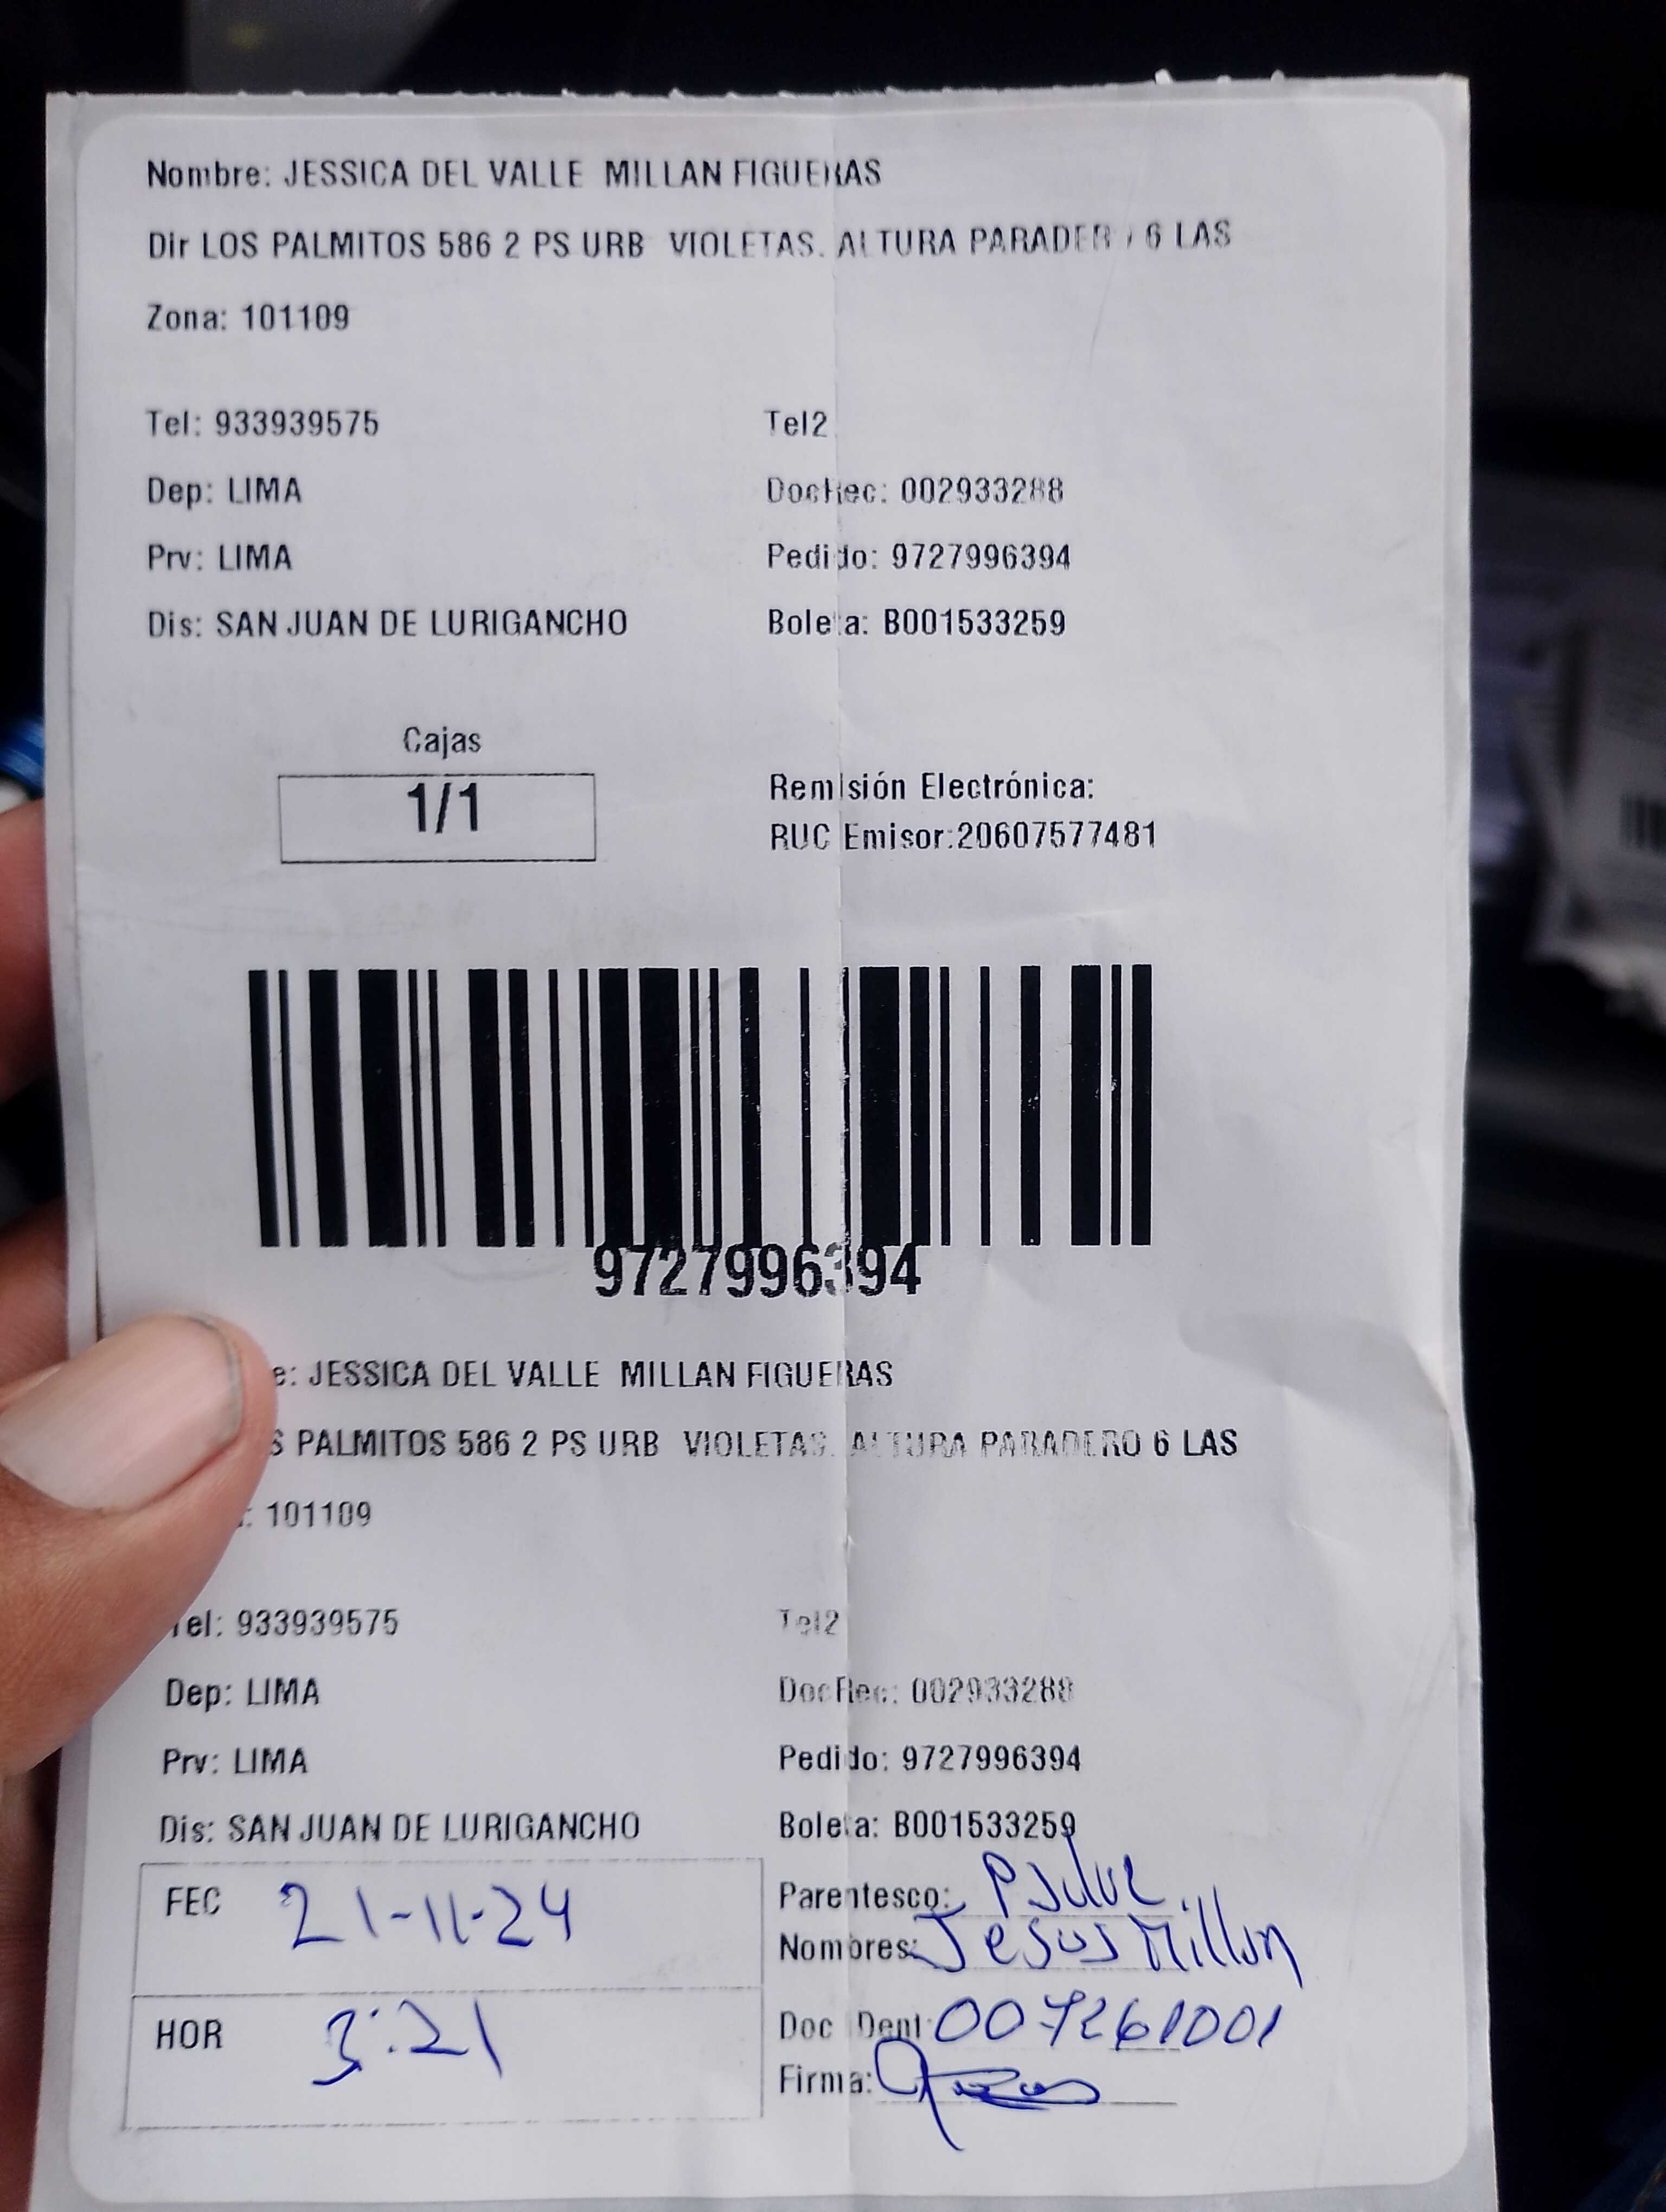 Nombre: JESSICA DEL VALLE MILLAN FIGUERAS
Dir LOS PALMITOS 586 2 PS URB VIOLETAS. ALTURA PARADERO 6 LAS
Zona: 101109
Tel: 933939575 Tel2
Dep: LIMA DocRec: 002933288
Prv: LIMA Pedido: 9727996394
Dis: SAN JUAN DE LURIGANCHO Boleta: B001533259
Cajas
1/1
Remisión Electrónica:
RUC Emisor:20607577481
9727996394
e: JESSICA DEL VALLE MILLAN FIGUERAS
S PALMITOS 586 2 PS URB VIOLETAS. ALTURA PARADERO 6 LAS
: 101109
Tel: 933939575 Tel2
Dep: LIMA DocRec: 002933288
Prv: LIMA Pedido: 9727996394
Dis: SAN JUAN DE LURIGANCHO Boleta: B001533259
FEC 21-11-24
Parentesco:
Nombres: Jesus Millan
HOR 3:21
Doc Dent: 007261001
Firma: